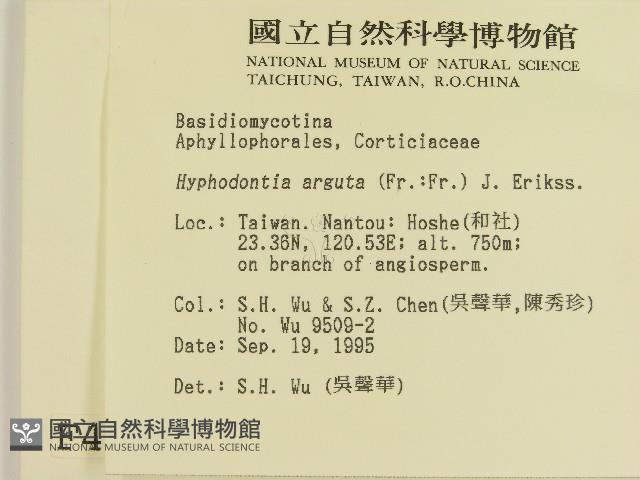 國立自然科學博物館
NATIONAL MUSEUM OF NATURAL SCIENCE
TAICHUNG, TAIWAN, R.O.CHINA
Basidiomycotina
Aphyllophorales, Corticiaceae
Hyphodontia arguta (Fr.:Fr.) J. Erikss.
Loc.: Taiwan. Nantou: Hoshe(和社)
23.36N, 120.53E; alt. 750m;
on branch of angiosperm.
Col.: S.H. Wu & S.Z. Chen(吳聲華,陳秀珍)
No. Wu 9509-2
Date: Sep. 19, 1995
Det.: S.H. Wu (吳聲華)
F4
國立自然科學博物館
NATIONAL MUSEUM OF NATURAL SCIENCE